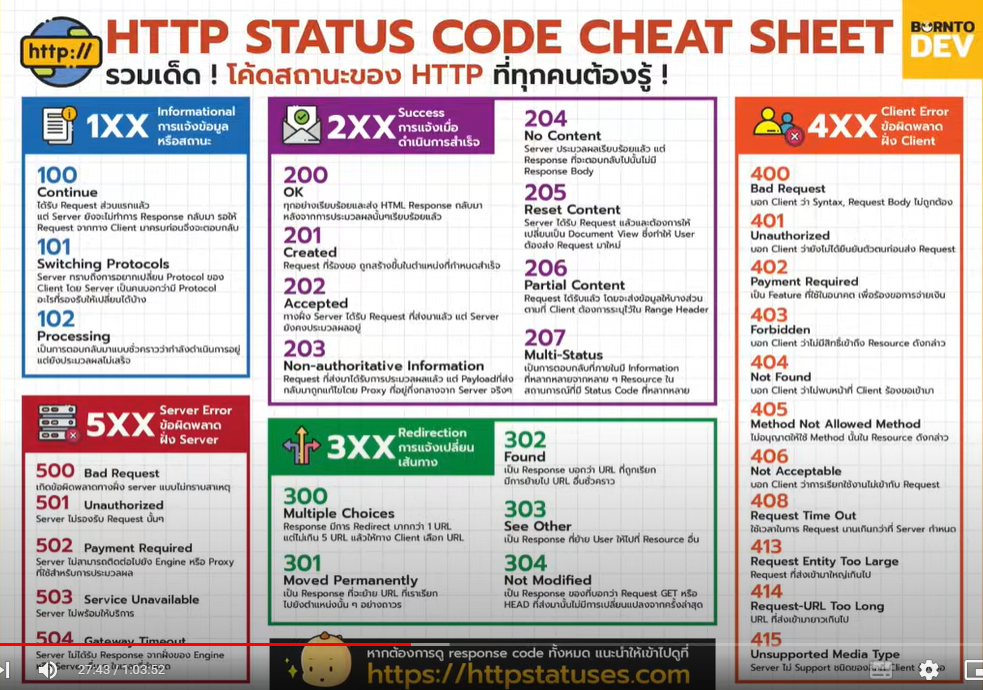 http://
HTTP STATUS CODE CHEAT SHEET
BORNTO
DEV
รวมเด็ด ! โค้ดสถานะของ HTTP ที่ทุกคนต้องรู้ !
1XX
Informational
การแจ้งข้อมูล
หรือสถานะ
100
Continue
ได้รับ Request ส่วนแรกแล้ว
แต่ Server ยังจะไม่ทำการ Response กลับมา รอให้
Request จากทาง Client มาครบก่อนจึงจะตอบกลับ
101
Switching Protocols
Server ทราบถึงการอยากเปลี่ยน Protocol ของ
Client โดย Server เป็นคนบอกว่ามี Protocol
อะไรที่รองรับให้เปลี่ยนได้บ้าง
102
Processing
เป็นการตอบกลับมาแบบชั่วคราวว่ากำลังดำเนินการอยู่
แต่ยังประมวลผลไม่เสร็จ
2XX
Success
การแจ้งเมื่อ
ดำเนินการสำเร็จ
200
OK
ทุกอย่างเรียบร้อยและส่ง HTML Response กลับมา
หลังจากการประมวลผลนั้นๆเรียบร้อยแล้ว
201
Created
Request ที่ร้องขอ ถูกสร้างขึ้นในตำแหน่งที่กำหนดสำเร็จ
202
Accepted
ทางฝั่ง Server ได้รับ Request ที่ส่งมาแล้ว แต่ Server
ยังคงประมวลผลอยู่
203
Non-authoritative Information
Request ที่ส่งมาได้รับการประมวลผลแล้ว แต่ Payloadที่ส่ง
กลับมาถูกแก้ไขโดย Proxy ที่อยู่กึ่งกลางจาก Server จริงๆ
204
No Content
Server ประมวลผลเรียบร้อยแล้ว แต่
Response ที่จะตอบกลับไปนั้นไม่มี
Response Body
205
Reset Content
Server ได้รับ Request แล้วและต้องการให้
เปลี่ยนเป็น Document View ซึ่งทำให้ User
ต้องส่ง Request มาใหม่
206
Partial Content
Request ได้รับแล้ว โดยจะส่งข้อมูลให้บางส่วน
ตามที่ Client ต้องการระบุไว้ใน Range Header
207
Multi-Status
เป็นการตอบกลับที่ภายในมี Information
ที่หลากหลายจากหลาย ๆ Resource ใน
สถานการณ์ที่มี Status Code ที่หลากหลาย
3XX
Redirection
การแจ้งเปลี่ยน
เส้นทาง
300
Multiple Choices
Response มีการ Redirect มากกว่า 1 URL
แต่ไม่เกิน 5 URL แล้วให้ทาง Client เลือก URL
301
Moved Permanently
เป็น Response ที่จะย้าย URL ที่เราเรียก
ไปยังตำแหน่งนั้น ๆ อย่างถาวร
302
Found
เป็น Response บอกว่า URL ที่ถูกเรียก
มีการย้ายไป URL อื่นชั่วคราว
303
See Other
เป็น Response ที่ย้าย User ให้ไปที่ Resource อื่น
304
Not Modified
เป็น Response ของที่บอกว่า Request GET หรือ
HEAD ที่ส่งมานั้นไม่มีการเปลี่ยนแปลงจากครั้งล่าสุด
4XX
Client Error
ข้อผิดพลาด
ฝั่ง Client
400
Bad Request
บอก Client ว่า Syntax, Request Body ไม่ถูกต้อง
401
Unauthorized
บอก Client ว่ายังไม่ได้ยืนยันตัวตนก่อนส่ง Request
402
Payment Required
เป็น Feature ที่ใช้ในอนาคต เพื่อร้องขอการจ่ายเงิน
403
Forbidden
บอก Client ว่าไม่มีสิทธิ์เข้าถึง Resource ดังกล่าว
404
Not Found
บอก Client ว่าไม่พบหน้าที่ Client ร้องขอเข้ามา
405
Method Not Allowed Method
ไม่อนุญาตให้ใช้ Method นั้นใน Resource ดังกล่าว
406
Not Acceptable
บอก Client ว่าการเรียกใช้งานไม่เข้ากับ Request
408
Request Time Out
ใช้เวลาในการ Request นานเกินกว่าที่ Server กำหนด
413
Request Entity Too Large
Request ที่ส่งเข้ามาใหญ่เกินไป
414
Request-URL Too Long
URL ที่ส่งเข้ามายาวเกินไป
415
Unsupported Media Type
Server ไม่ Support ชนิดของ Client
5XX
Server Error
ข้อผิดพลาด
ฝั่ง Server
500 Bad Request
เกิดข้อผิดพลาดทางฝั่ง server แบบไม่ทราบสาเหตุ
501 Unauthorized
Server ไม่รองรับ Request นั้นๆ
502 Payment Required
Server ไม่สามารถติดต่อไปยัง Engine หรือ Proxy
ที่ใช้สำหรับการประมวลผล
503 Service Unavailable
Server ไม่พร้อมให้บริการ
504 Gateway Timeout
Server ไม่ได้รับ Response จากฝั่งของ Engine
27:43 / 1:03:52
หากต้องการดู response code ทั้งหมด แนะนำให้เข้าไปดูที่
https://httpstatuses.com